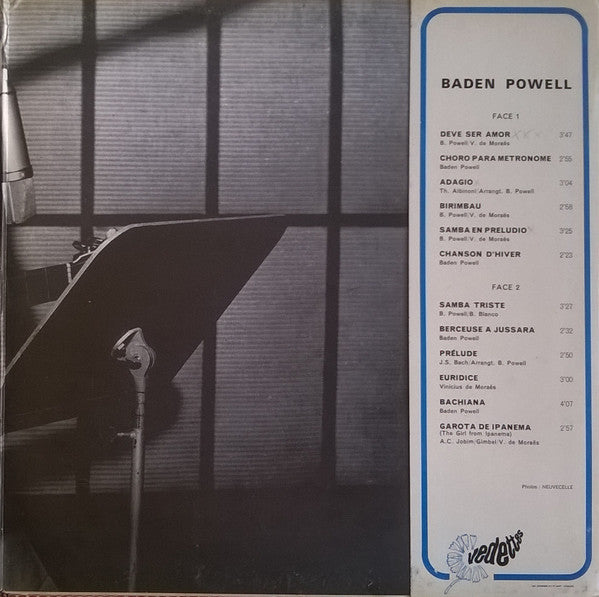 BADEN POWELL
FACE 1
DEVE SER AMOR 3'47
B. Powell/V. de Moraës
CHORO PARA METRONOME 2'55
Baden Powell
ADAGIO 3'04
Th. Albinoni/Arrangt. B. Powell
BIRIMBAU 2'58
B. Powell/V. de Moraës
SAMBA EN PRELUDIO 3'25
B. Powell/V. de Moraës
CHANSON D'HIVER 2'23
Baden Powell
FACE 2
SAMBA TRISTE 3'27
B. Powell/B. Blanco
BERCEUSE A JUSSARA 2'32
Baden Powell
PRÉLUDE 2'50
J.S. Bach/Arrangt. B. Powell
EURIDICE 3'00
Vinicius de Moraës
BACHIANA 4'07
Baden Powell
GAROTA DE IPANEMA 2'57
(The Girl from Ipanema)
A.C. Jobim/Gimbel/V. de Moraës
Photos : NEUVECELLE
vedettes